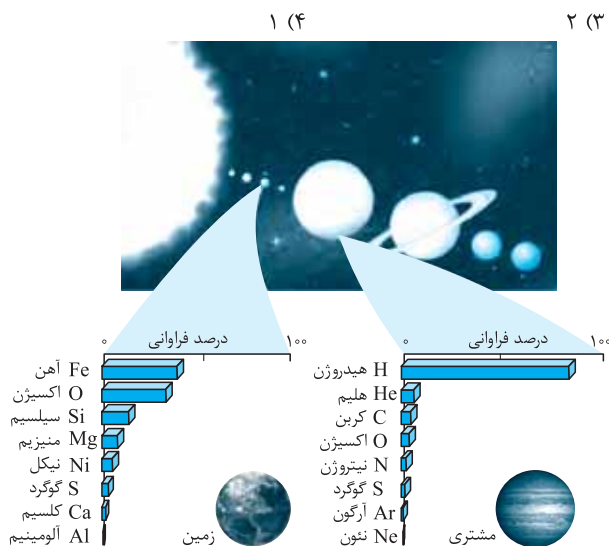 ۳) ۲
۴) ۱
درصد فراوانی
۰ ۱۰۰
H هیدروژن
He هلیم
C کربن
O اکسیژن
N نیتروژن
S گوگرد
Ar آرگون
Ne نئون
مشتری
درصد فراوانی
۰ ۱۰۰
Fe آهن
O اکسیژن
Si سیلسیم
Mg منیزیم
Ni نیکل
S گوگرد
Ca کلسیم
Al آلومینیم
زمین